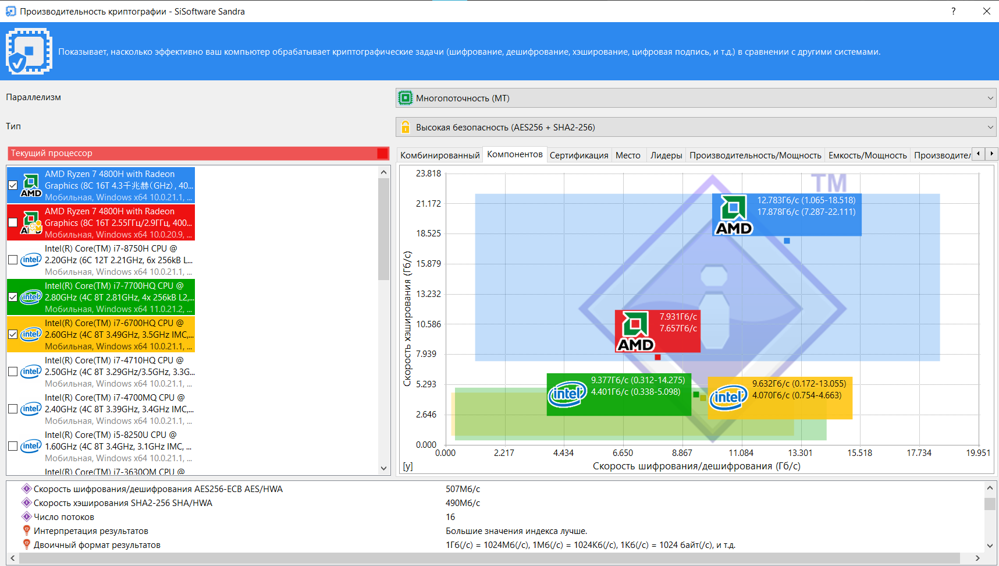 Производительность криптографии - SiSoftware Sandra
?
Показывает, насколько эффективно ваш компьютер обрабатывает криптографические задачи (шифрование, дешифрование, хэширование, цифровая подпись, и т.д.) в сравнении с другими системами.
Параллелизм
Многопоточность (МТ)
Тип
Высокая безопасность (AES256 + SHA2-256)
Текущий процессор
AMD Ryzen 7 4800H with Radeon
Graphics (8C 16T 4.3千兆赫(GHz), 40...
Мобильная, Windows x64 10.0.21.1, ...
AMD
AMD Ryzen 7 4800H with Radeon
Graphics (8C 16T 2.55ГГц/2.9ГГц, 400...
Мобильная, Windows x64 10.0.20.9, ...
Intel(R) Core(TM) i7-8750H CPU @
2.20GHz (6C 12T 2.21GHz, 6x 256kB L...
Мобильная, Windows x64 10.0.21.1, ...
intel
Intel(R) Core(TM) i7-7700HQ CPU @
2.80GHz (4C 8T 2.81GHz, 4x 256kB L2,...
Мобильная, Windows x64 11.0.21.2, ...
intel
Intel(R) Core(TM) i7-6700HQ CPU @
2.60GHz (4C 8T 3.49GHz, 3.5GHz IMC,...
Мобильная, Windows x64 10.0.21.1, ...
intel
Intel(R) Core(TM) i7-4710HQ CPU @
2.50GHz (4C 8T 3.29GHz/3.5GHz, 3.3G...
Мобильная, Windows x64 10.0.21.1, ...
intel
Intel(R) Core(TM) i7-4700MQ CPU @
2.40GHz (4C 8T 3.39GHz, 3.4GHz IMC,...
Мобильная, Windows x64 10.0.21.1, ...
intel
Intel(R) Core(TM) i5-8250U CPU @
1.60GHz (4C 8T 3.4GHz, 3.1GHz IMC, ...
Мобильная, Windows x64 10.0.21.1, ...
intel
Intel(R) Core(TM) i7-3630QM CPU @
Комбинированный Компонентов Сертификация Место Лидеры Производительность/Мощность Емкость/Мощность Производител
TM
23.818
21.172
18.525
15.879
13.232
10.586
7.939
5.293
2.646
0.000
Скорость хэширования (Гб/с)
12.783Гб/с (1.065-18.518)
17.878Гб/с (7.287-22.111)
AMD
7.931Гб/с
7.657Гб/с
AMD
9.377Гб/с (0.312-14.275)
4.401Гб/с (0.338-5.098)
intel
9.632Гб/с (0.172-13.055)
4.070Гб/с (0.754-4.663)
intel
0.000 2.217 4.434 6.650 8.867 11.084 13.301 15.518 17.734 19.951
[y]
Скорость шифрования/дешифрования (Гб/с)
Скорость шифрования/дешифрования AES256-ECB AES/HWA 507Мб/с
Скорость хэширования SHA2-256 SHA/HWA 490Мб/с
Число потоков 16
Интерпретация результатов Большие значения индекса лучше.
Двоичный формат результатов 1Гб(/с) = 1024Мб(/с), 1Мб(/с) = 1024Кб(/с), 1Кб(/с) = 1024 байт(/с), и т.д.